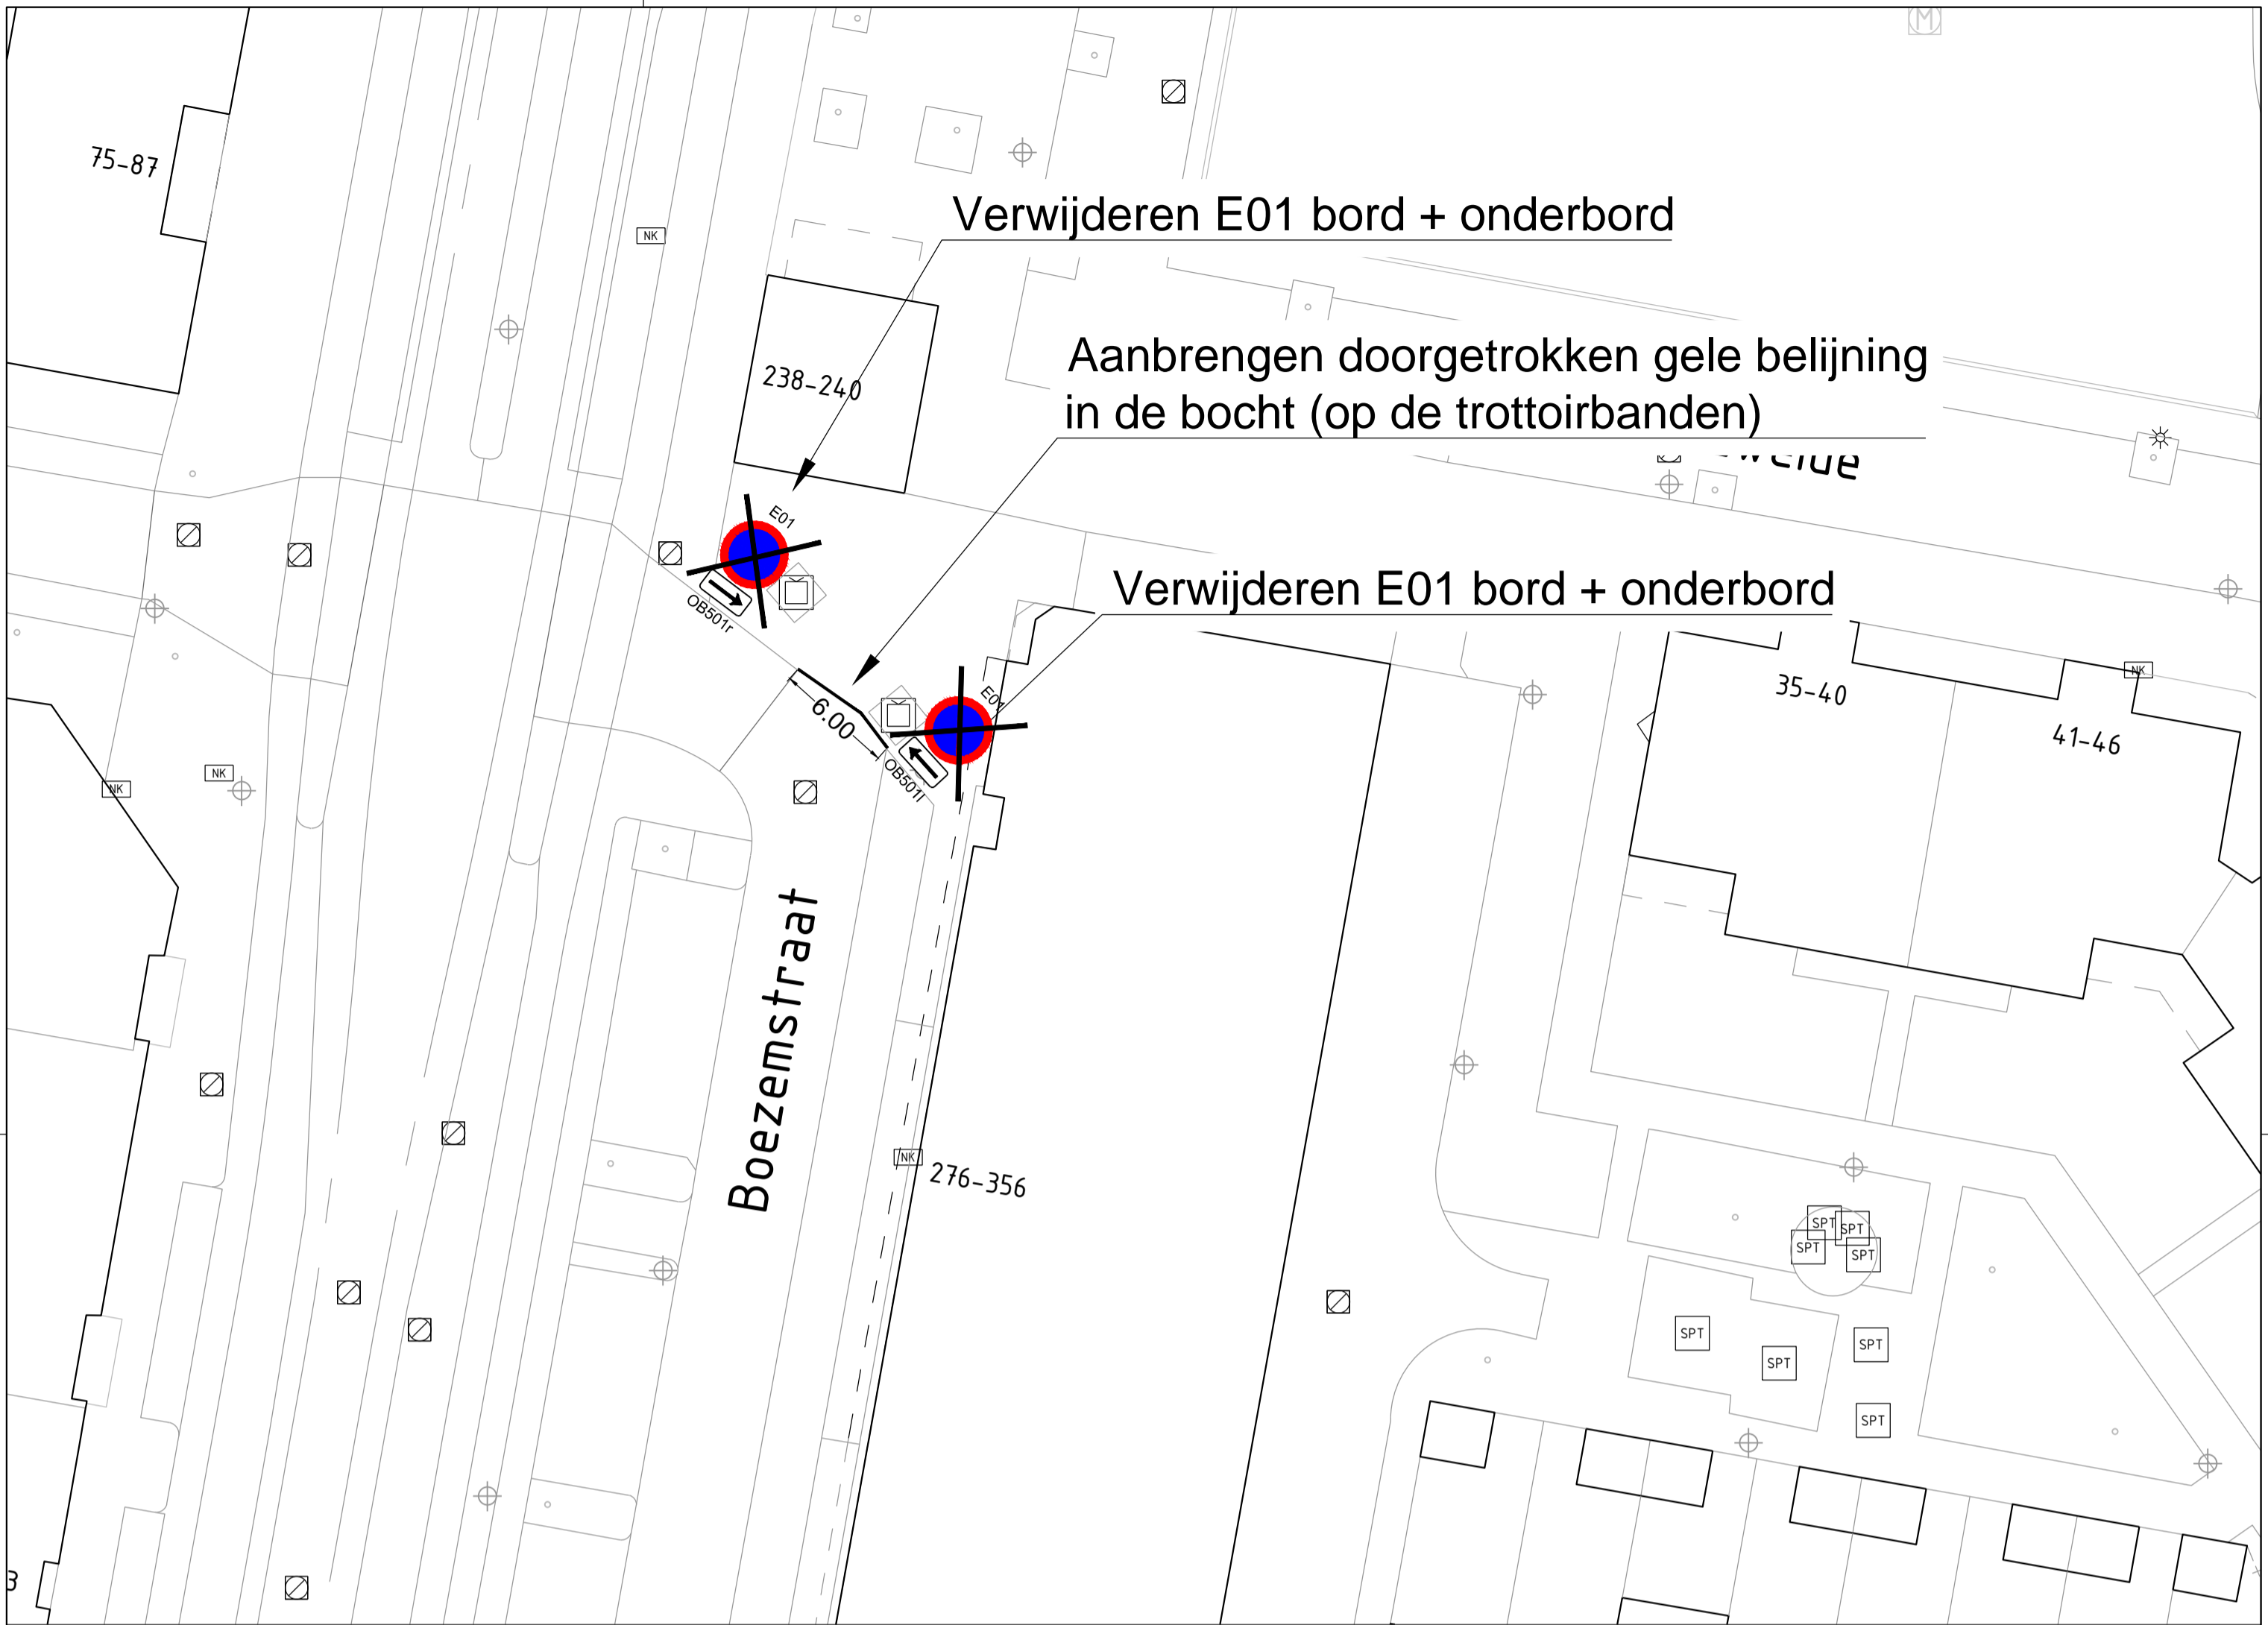 M
75-87
NK
Verwijderen E01 bord + onderbord
238-240
Aanbrengen doorgetrokken gele belijning
in de bocht (op de trottoirbanden)
E01
OB501r
Verwijderen E01 bord + onderbord
E01
6.00
OB501l
35-40
NK
41-46
NK
NK
Boezemstraat
NK
276-356
SPT
SPT
SPT
SPT
SPT
SPT
SPT
SPT
3